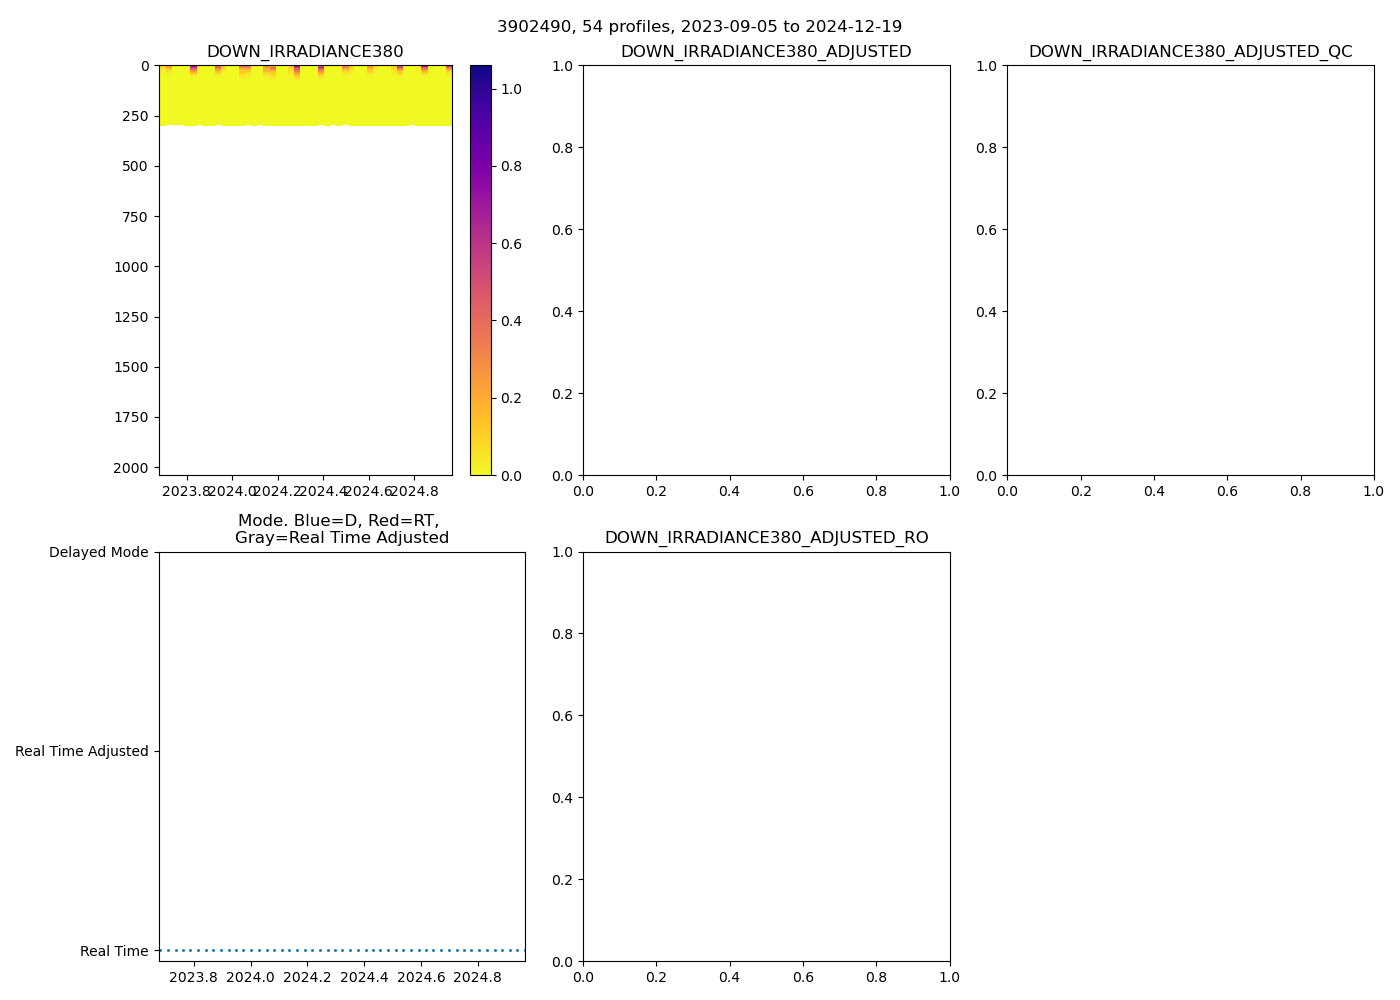 3902490, 54 profiles, 2023-09-05 to 2024-12-19
DOWN_IRRADIANCE380
0
250
500
750
1000
1250
1500
1750
2000
2023.8 2024.0 2024.2 2024.4 2024.6 2024.8
1.0
0.8
0.6
0.4
0.2
0.0
DOWN_IRRADIANCE380_ADJUSTED
1.0
0.8
0.6
0.4
0.2
0.0
0.0 0.2 0.4 0.6 0.8 1.0
DOWN_IRRADIANCE380_ADJUSTED_QC
1.0
0.8
0.6
0.4
0.2
0.0
0.0 0.2 0.4 0.6 0.8 1.0
Mode. Blue=D, Red=RT,
Gray=Real Time Adjusted
Delayed Mode
Real Time Adjusted
Real Time
2023.8 2024.0 2024.2 2024.4 2024.6 2024.8
DOWN_IRRADIANCE380_ADJUSTED_RO
1.0
0.8
0.6
0.4
0.2
0.0
0.0 0.2 0.4 0.6 0.8 1.0